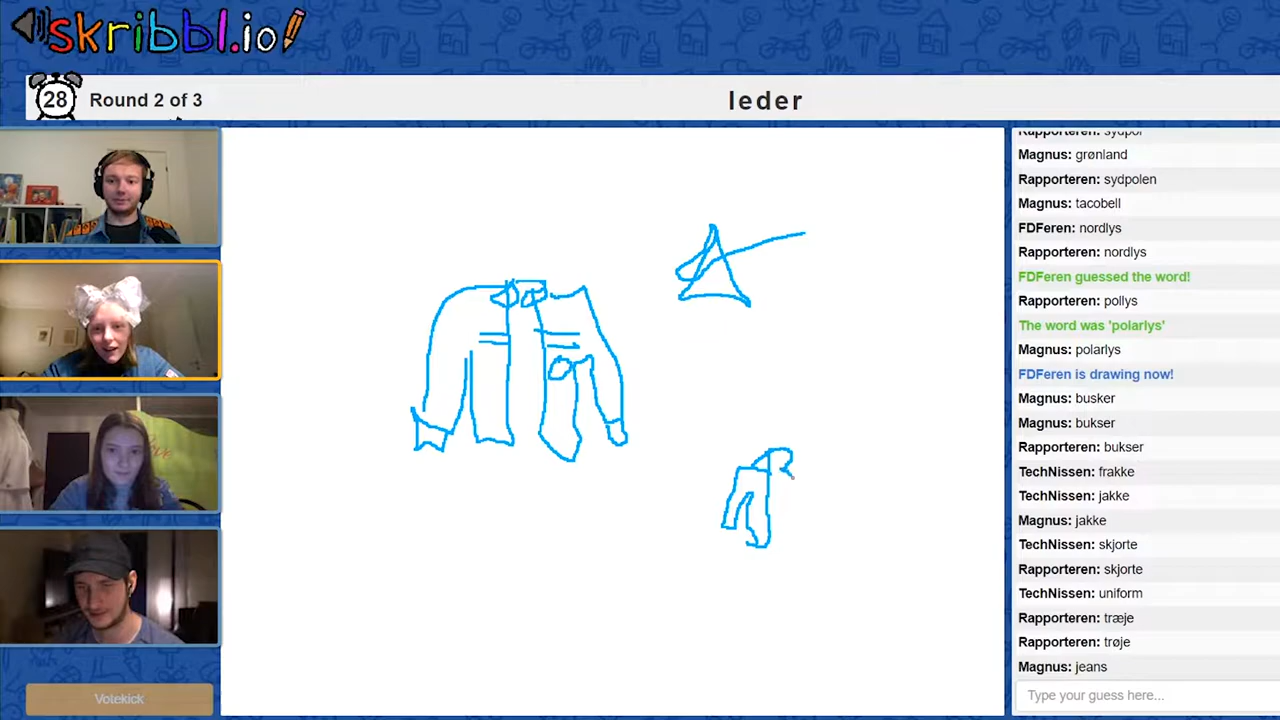 skribbl.io
28
Round 2 of 3
leder
Rapporteren: sydpol
Magnus: grønland
Rapporteren: sydpolen
Magnus: tacobell
FDFeren: nordlys
Rapporteren: nordlys
FDFeren guessed the word!
Rapporteren: pollys
The word was 'polarlys'
Magnus: polarlys
FDFeren is drawing now!
Magnus: busker
Magnus: bukser
Rapporteren: bukser
TechNissen: frakke
TechNissen: jakke
Magnus: jakke
TechNissen: skjorte
Rapporteren: skjorte
TechNissen: uniform
Rapporteren: træje
Rapporteren: trøje
Magnus: jeans
Type your guess here...
Votekick